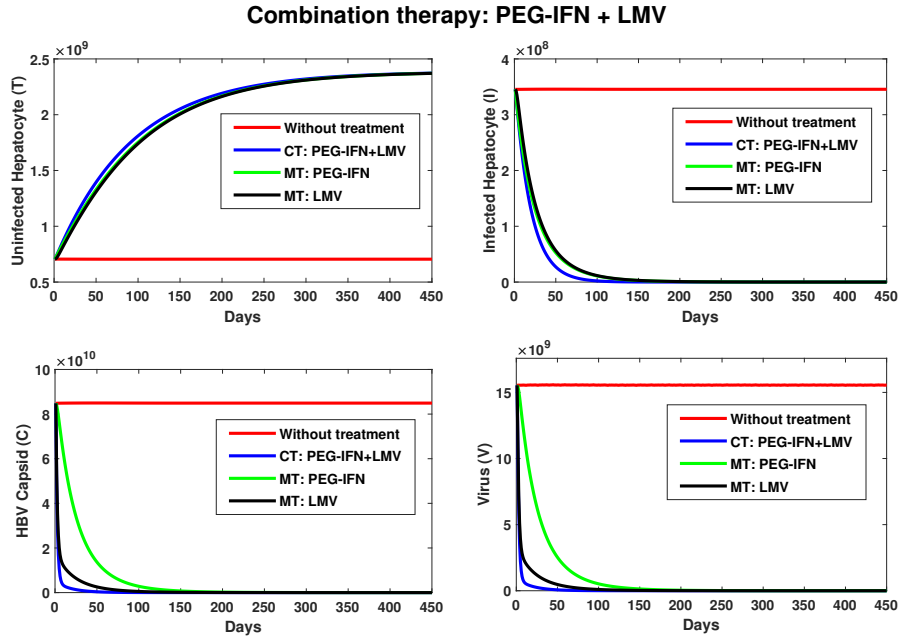 Combination therapy: PEG-IFN + LMV
×10^9
Uninfected Hepatocyte (T)
2.5
2
1.5
1
0.5
Without treatment
CT: PEG-IFN+LMV
MT: PEG-IFN
MT: LMV
0 50 100 150 200 250 300 350 400 450
Days
×10^8
Infected Hepatocyte (I)
4
3
2
1
0
Without treatment
CT: PEG-IFN+LMV
MT: PEG-IFN
MT: LMV
0 50 100 150 200 250 300 350 400 450
Days
×10^10
HBV Capsid (C)
10
8
6
4
2
0
Without treatment
CT: PEG-IFN+LMV
MT: PEG-IFN
MT: LMV
0 50 100 150 200 250 300 350 400 450
Days
×10^9
Virus (V)
15
10
5
0
Without treatment
CT: PEG-IFN+LMV
MT: PEG-IFN
MT: LMV
0 50 100 150 200 250 300 350 400 450
Days